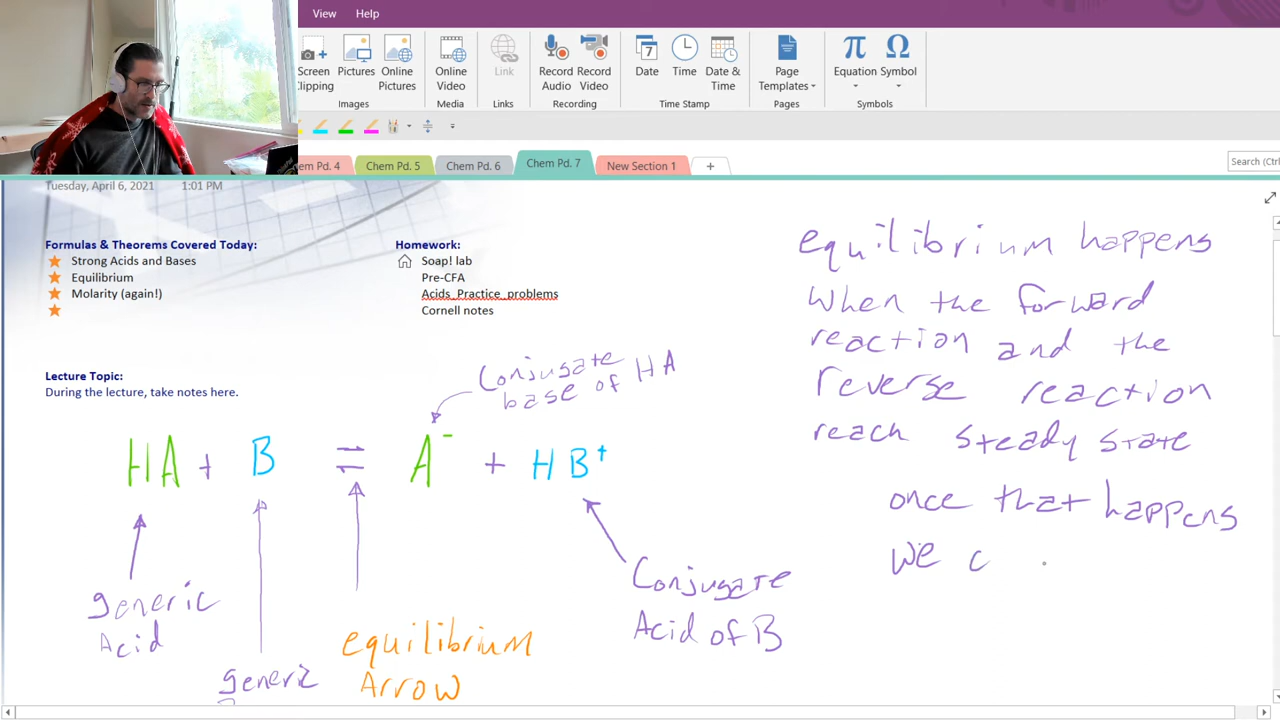 View Help
Screen Clipping
Pictures
Online Pictures
Online Video
Link
Record Audio
Record Video
Date
Time
Date & Time
Page Templates
Equation
Symbol
Images
Media
Links
Recording
Time Stamp
Pages
Symbols
Chem Pd. 5
Chem Pd. 6
Chem Pd. 7
New Section 1
+
Tuesday, April 6, 2021 1:01 PM
Formulas & Theorems Covered Today:
Strong Acids and Bases
Equilibrium
Molarity (again!)
Homework:
Soap! lab
Pre-CFA
Acids_Practice_problems
Cornell notes
Lecture Topic:
During the lecture, take notes here.
Conjugate
base of HA
HA + B ⇌ A⁻ + HB⁺
generic
Acid
generic
equilibrium
Arrow
Conjugate
Acid of B
equilibrium happens
when the forward
reaction and the
reverse reaction
reach steady state
once that happens
we c